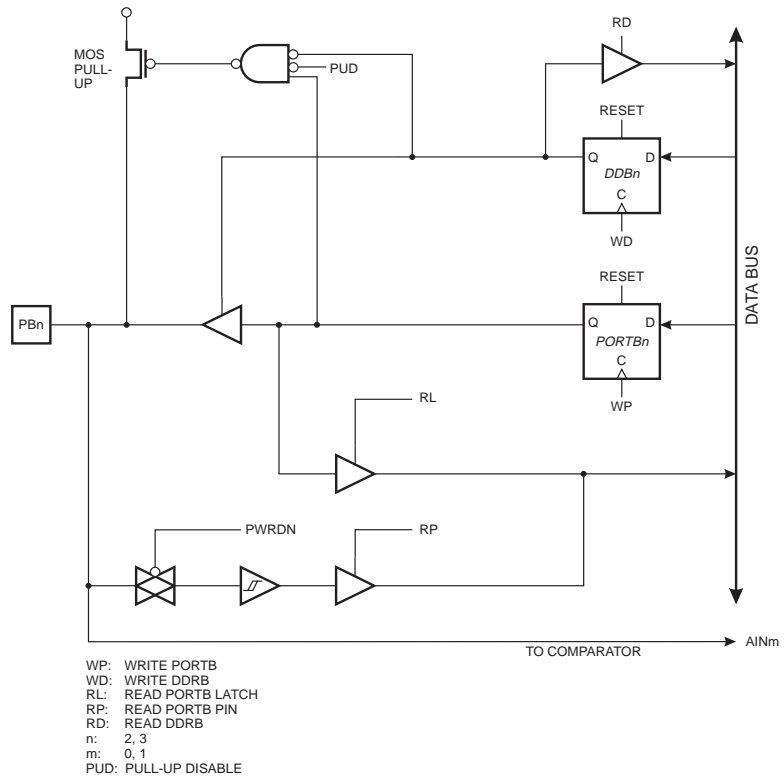 RD
MOS
PULL-
UP
PUD
RESET
Q D
DDBn
C
WD
DATA BUS
RESET
PBn
Q D
PORTBn
C
WP
RL
PWRDN
RP
TO COMPARATOR
AINm
WP: WRITE PORTB
WD: WRITE DDRB
RL: READ PORTB LATCH
RP: READ PORTB PIN
RD: READ DDRB
n: 2, 3
m: 0, 1
PUD: PULL-UP DISABLE